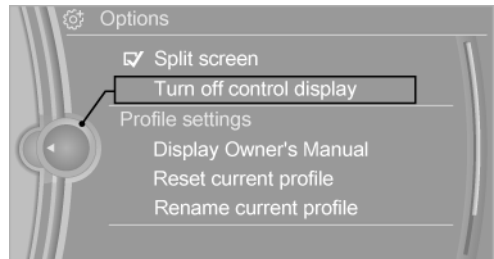 Options
Split screen
Turn off control display
Profile settings
Display Owner's Manual
Reset current profile
Rename current profile